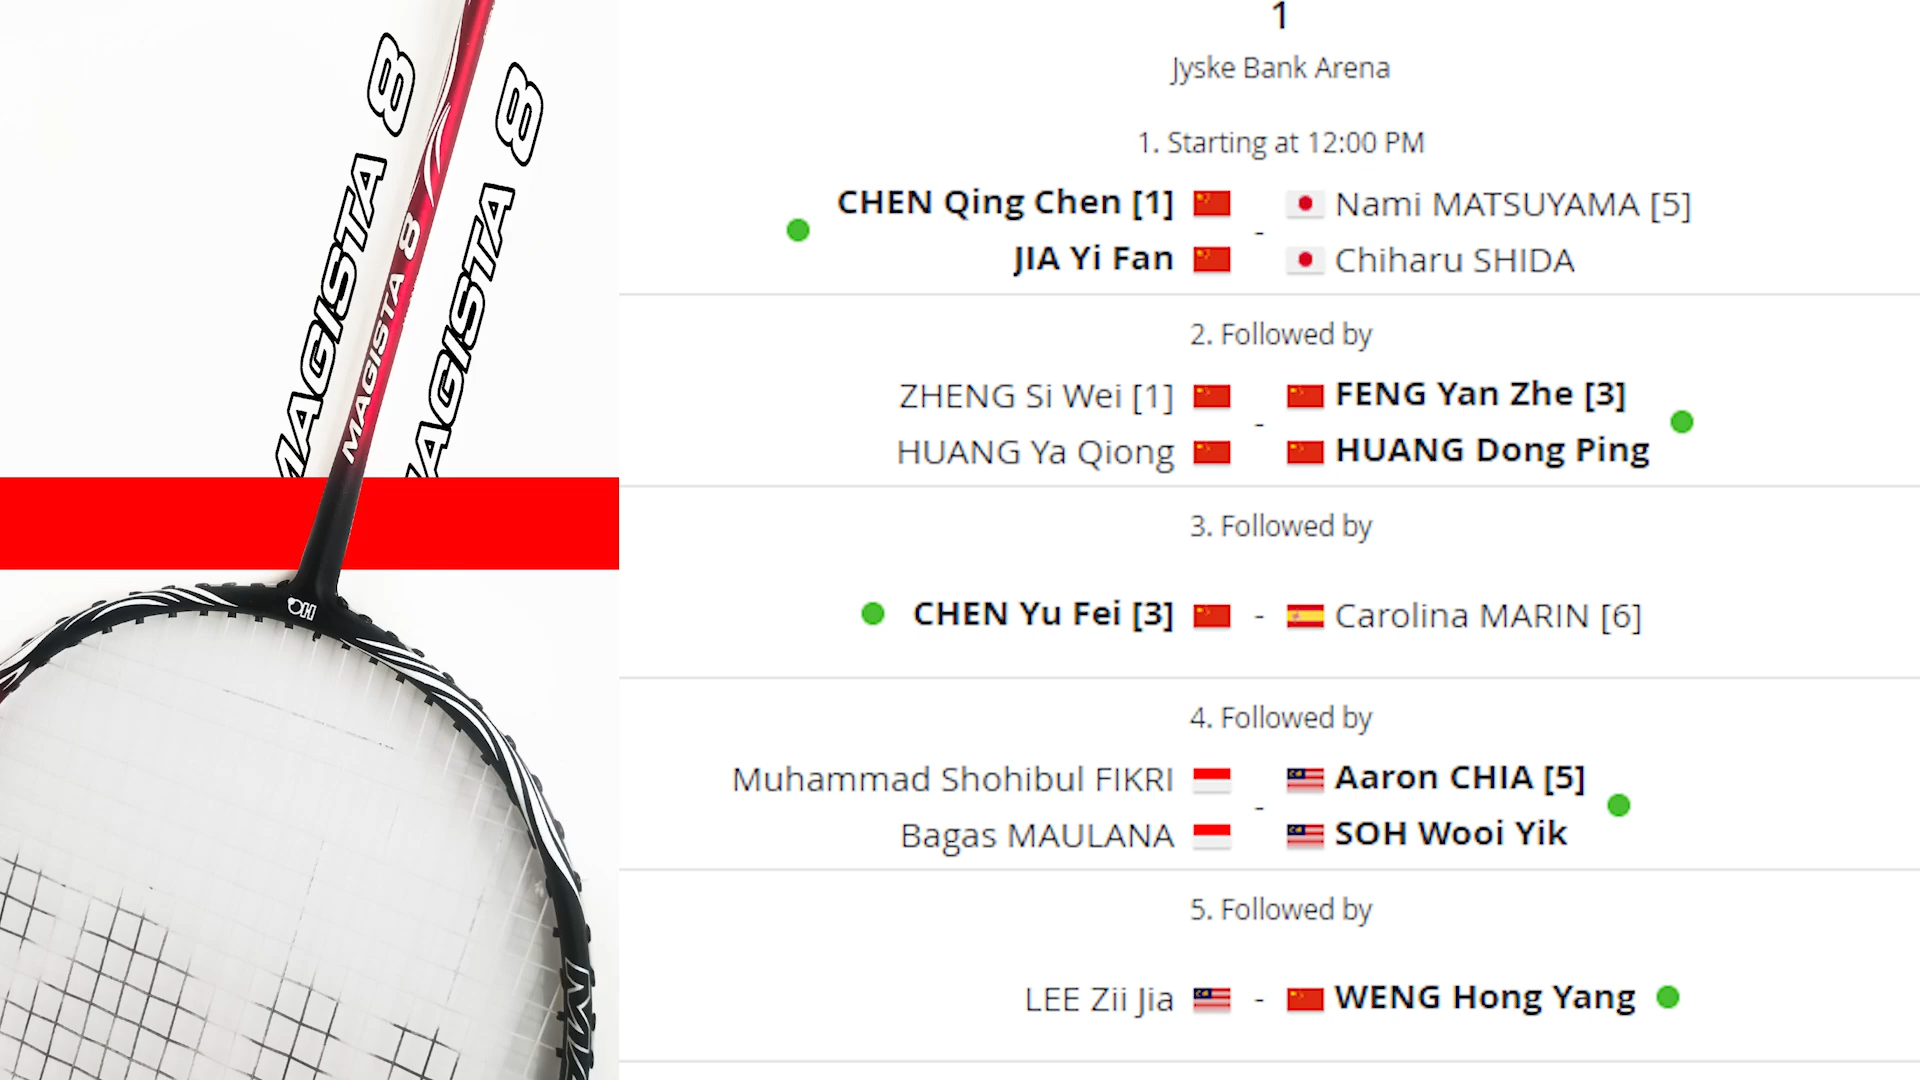 MAGISTA 8
MAGISTA 8
AGISTA 8
1
Jyske Bank Arena
1. Starting at 12:00 PM
CHEN Qing Chen [1] - Nami MATSUYAMA [5]
JIA Yi Fan Chiharu SHIDA
2. Followed by
ZHENG Si Wei [1] - FENG Yan Zhe [3]
HUANG Ya Qiong HUANG Dong Ping
3. Followed by
CHEN Yu Fei [3] - Carolina MARIN [6]
4. Followed by
Muhammad Shohibul FIKRI - Aaron CHIA [5]
Bagas MAULANA SOH Wooi Yik
5. Followed by
LEE Zii Jia - WENG Hong Yang